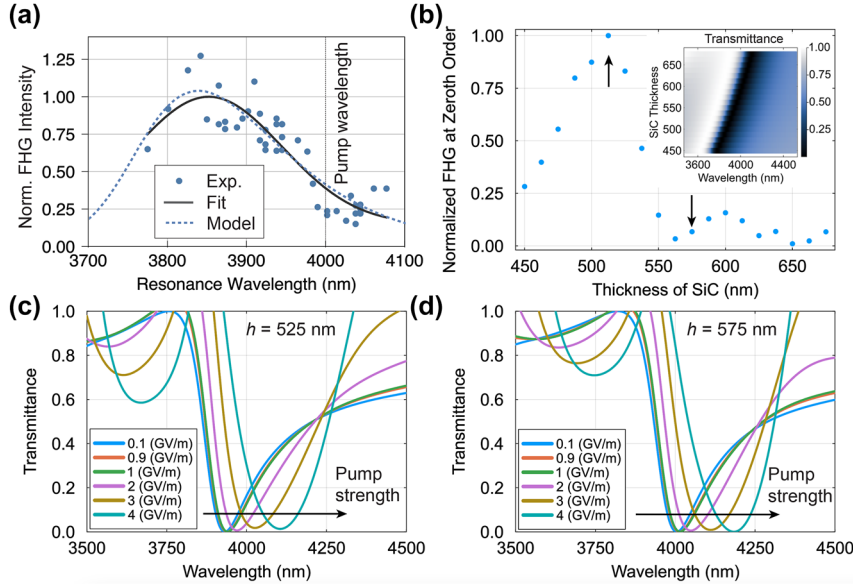 (a)
Norm. FHG Intensity
1.25
1.00
0.75
0.50
0.25
0.00
Pump wavelength
Exp.
Fit
Model
3700 3800 3900 4000 4100
Resonance Wavelength (nm)
(b)
Normalized FHG at Zeroth Order
1.00
0.75
0.50
0.25
0.00
Transmittance
SiC Thickness
650
600
550
500
450
3600 4000 4400
Wavelength (nm)
1.00
0.75
0.50
0.25
450 500 550 600 650
Thickness of SiC (nm)
(c)
Transmittance
1.0
0.8
0.6
0.4
0.2
0.0
h = 525 nm
0.1 (GV/m)
0.9 (GV/m)
1 (GV/m)
2 (GV/m)
3 (GV/m)
4 (GV/m)
Pump
strength
3500 3750 4000 4250 4500
Wavelength (nm)
(d)
Transmittance
1.0
0.8
0.6
0.4
0.2
0.0
h = 575 nm
0.1 (GV/m)
0.9 (GV/m)
1 (GV/m)
2 (GV/m)
3 (GV/m)
4 (GV/m)
Pump
strength
3500 3750 4000 4250 4500
Wavelength (nm)